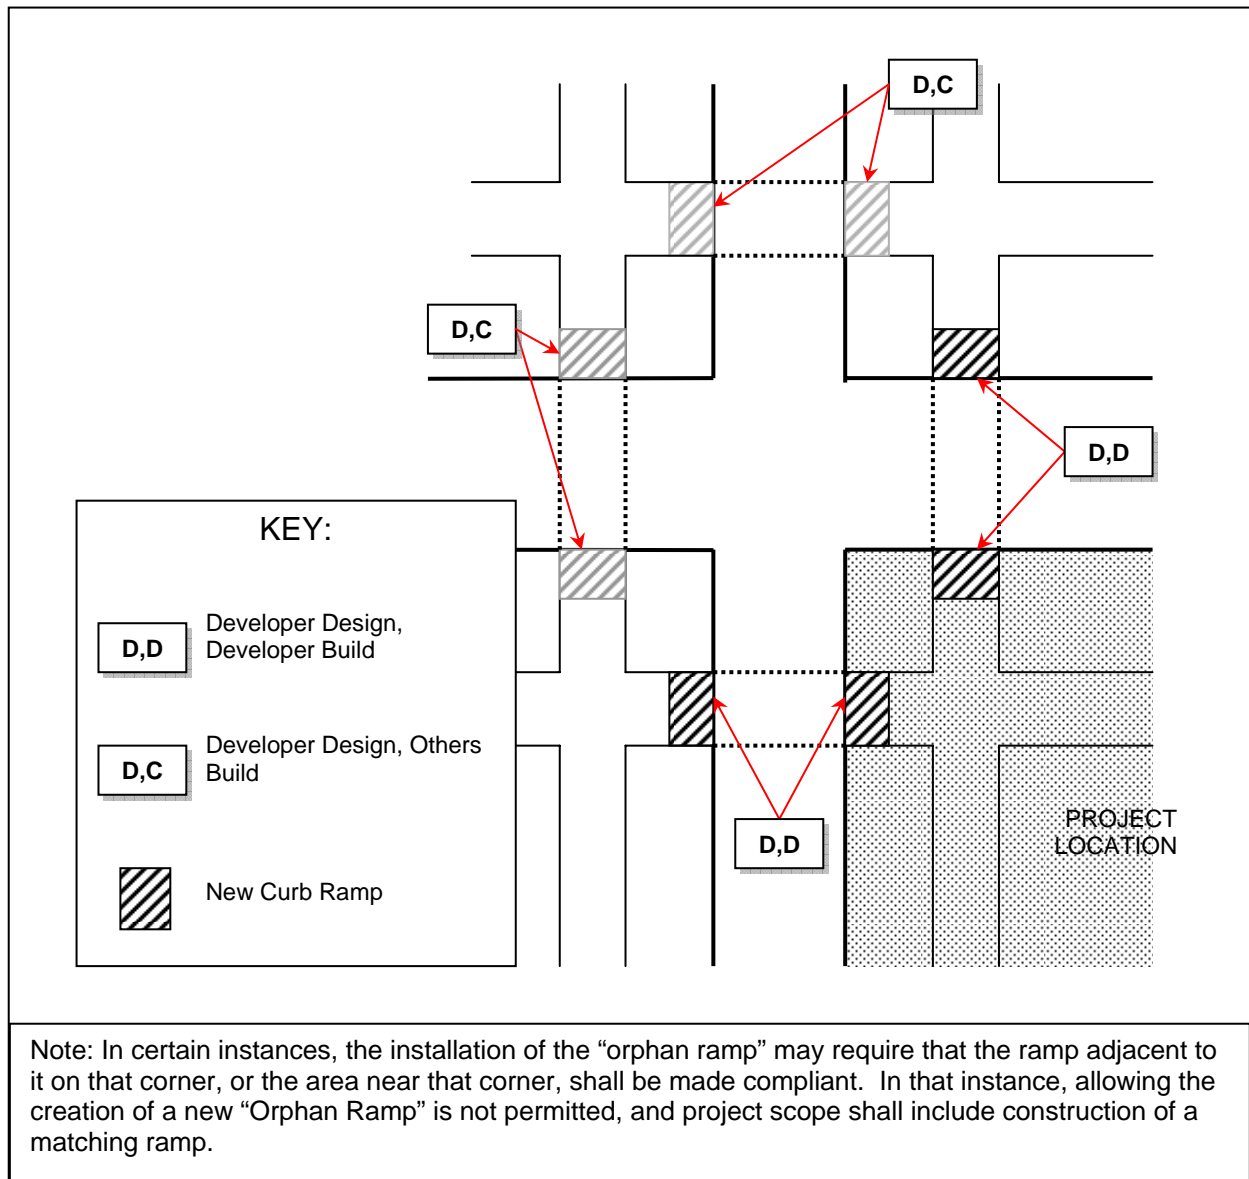 D,C
D,C
D,D
KEY:
D,D
Developer Design,
Developer Build
D,C
Developer Design, Others
Build
New Curb Ramp
D,D
PROJECT
LOCATION
Note: In certain instances, the installation of the “orphan ramp” may require that the ramp adjacent to
it on that corner, or the area near that corner, shall be made compliant.  In that instance, allowing the
creation of a new “Orphan Ramp” is not permitted, and project scope shall include construction of a
matching ramp.